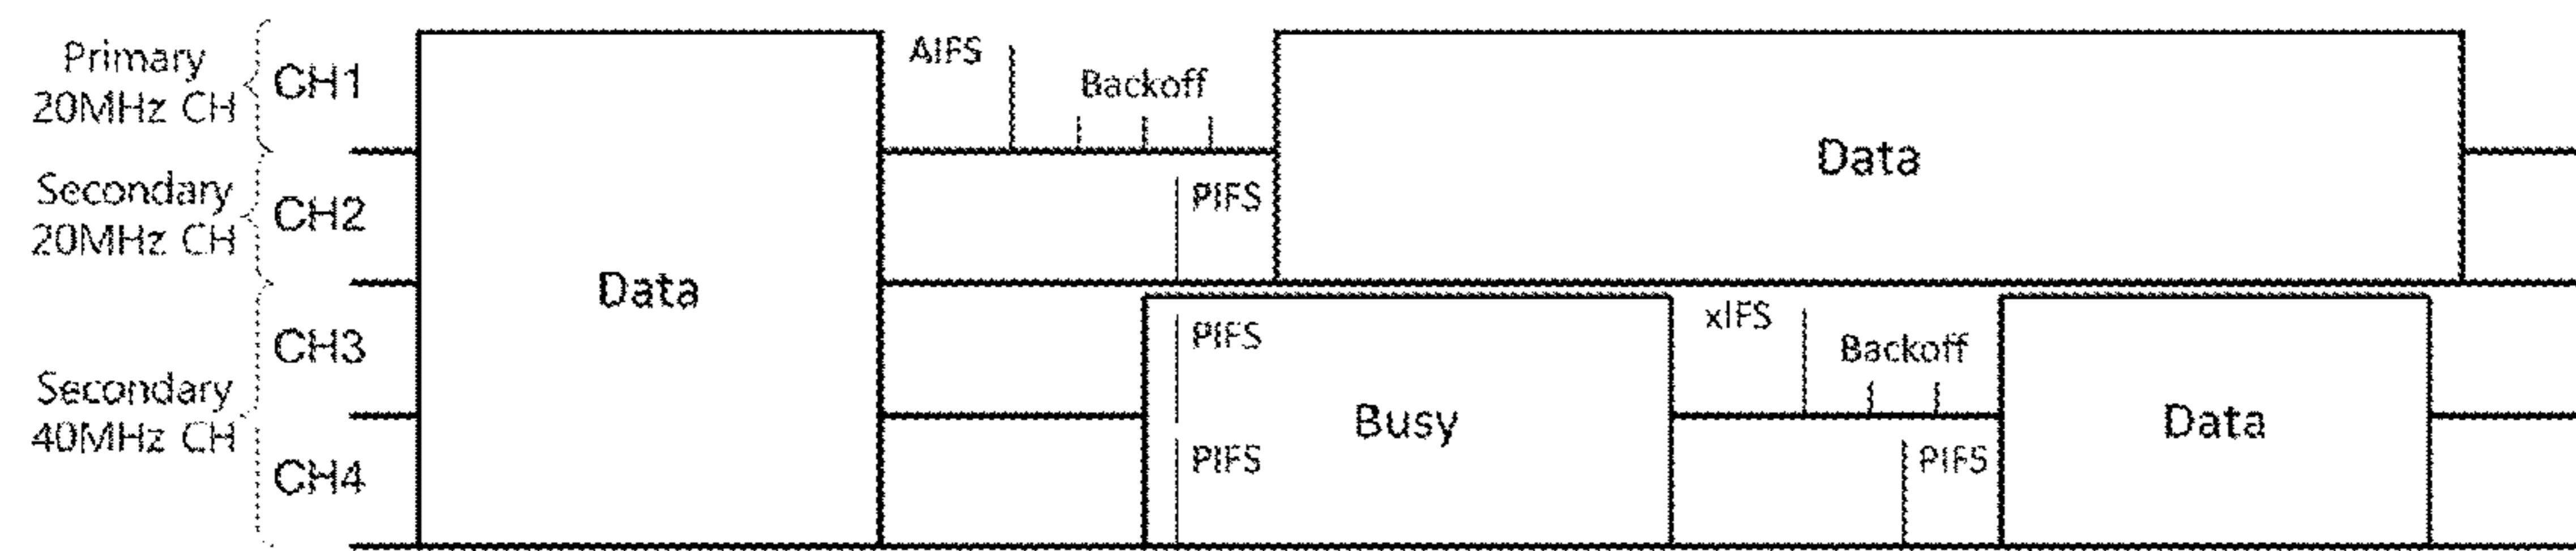 Primary
20MHz CH
CH1
AIFS
Backoff
Data
Secondary
20MHz CH
CH2
PIFS
Data
Secondary
40MHz CH
CH3
PIFS
Busy
xIFS
Backoff
Data
CH4
PIFS
PIFS